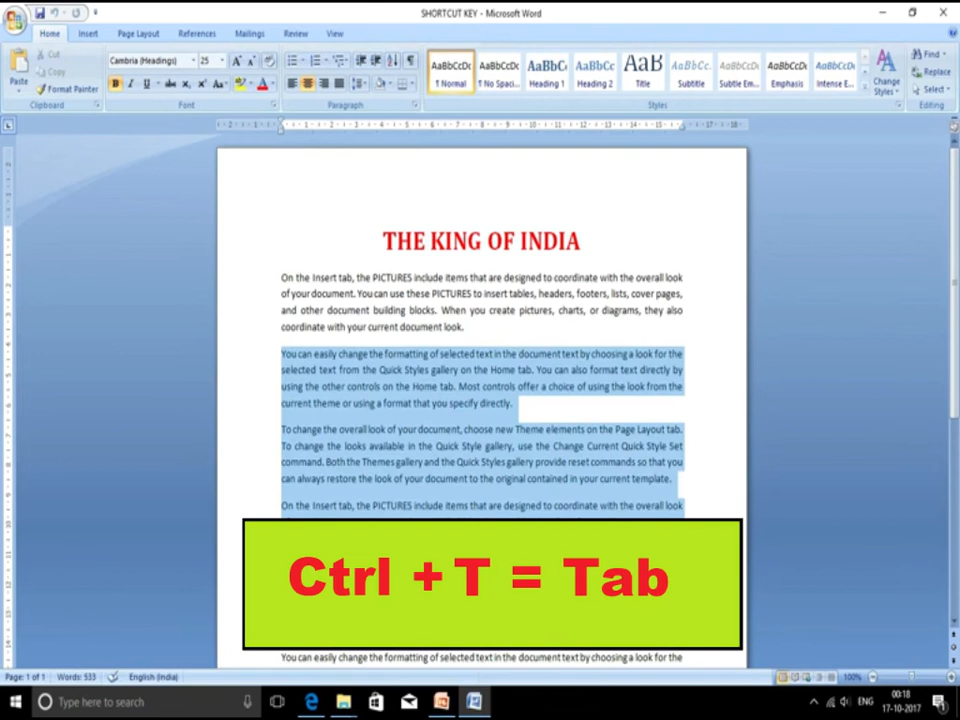 SHORTCUT KEY - Microsoft Word
Home Insert Page Layout References Mailings Review View
Cut
Copy
Format Painter
Paste
Clipboard
Cambria (Headings) 25
Font
Paragraph
AaBbCcDc AaBbCcDc AaBbC AaBbCc AaB AaBbCc. AaBbCcDc AaBbCcDc AaBbCcDc
¶ Normal ¶ No Spaci... Heading 1 Heading 2 Title Subtitle Subtle Em... Emphasis Intense E...
Styles
Change Styles
Find
Replace
Select
Editing
THE KING OF INDIA
On the Insert tab, the PICTURES include items that are designed to coordinate with the overall look
of your document. You can use these PICTURES to insert tables, headers, footers, lists, cover pages,
and other document building blocks. When you create pictures, charts, or diagrams, they also
coordinate with your current document look.
You can easily change the formatting of selected text in the document text by choosing a look for the
selected text from the Quick Styles gallery on the Home tab. You can also format text directly by
using the other controls on the Home tab. Most controls offer a choice of using the look from the
current theme or using a format that you specify directly.
To change the overall look of your document, choose new Theme elements on the Page Layout tab.
To change the looks available in the Quick Style gallery, use the Change Current Quick Style Set
command. Both the Themes gallery and the Quick Styles gallery provide reset commands so that you
can always restore the look of your document to the original contained in your current template.
On the Insert tab, the PICTURES include items that are designed to coordinate with the overall look
Ctrl + T = Tab
You can easily change the formatting of selected text in the document text by choosing a look for the
Page: 1 of 1 Words: 533 English (India) 100%
Type here to search
ENG
00:18
17-10-2017